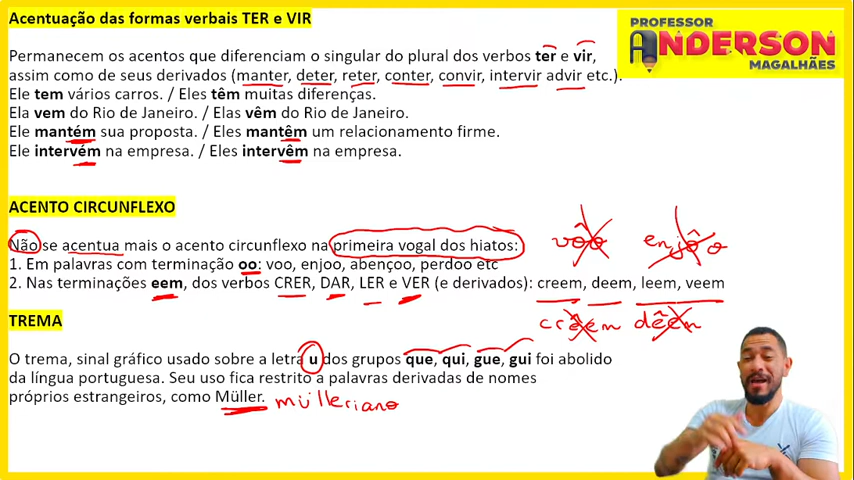 Acentuação das formas verbais TER e VIR
PROFESSOR
ANDERSON
MAGALHÃES
Permanecem os acentos que diferenciam o singular do plural dos verbos ter e vir,
assim como de seus derivados (manter, deter, reter, conter, convir, intervir advir etc.).
Ele tem vários carros. / Eles têm muitas diferenças.
Ela vem do Rio de Janeiro. / Elas vêm do Rio de Janeiro.
Ele mantém sua proposta. / Eles mantêm um relacionamento firme.
Ele intervém na empresa. / Eles intervêm na empresa.
ACENTO CIRCUNFLEXO
Não se acentua mais o acento circunflexo na primeira vogal dos hiatos:
vôo enjôo
1. Em palavras com terminação oo: voo, enjoo, abençoo, perdoo etc
2. Nas terminações eem, dos verbos CRER, DAR, LER e VER (e derivados): creem, deem, leem, veem
crêem dêem
TREMA
O trema, sinal gráfico usado sobre a letra u dos grupos que, qui, gue, gui foi abolido
da língua portuguesa. Seu uso fica restrito a palavras derivadas de nomes
próprios estrangeiros, como Müller. mülleriano